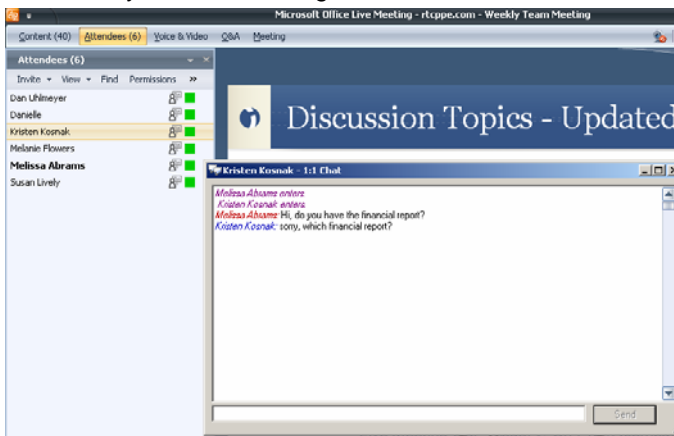 Microsoft Office Live Meeting - rtcppe.com - Weekly Team Meeting
Content (40) Attendees (6) Voice & Video Q&A Meeting
Attendees (6)
Invite View Find Permissions »
Dan Uhlmeyer
Danielle
Kristen Kosnak
Melanie Flowers
Melissa Abrams
Susan Lively
Discussion Topics - Updated
Kristen Kosnak - 1:1 Chat
Melissa Abrams enters.
Kristen Kosnak enters.
Melissa Abrams: Hi, do you have the financial report?
Kristen Kosnak: sorry, which financial report?
Send